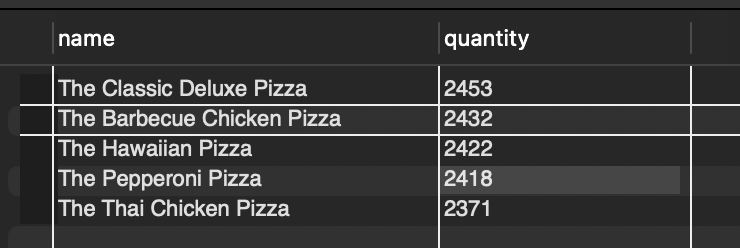 name quantity
The Classic Deluxe Pizza 2453
The Barbecue Chicken Pizza 2432
The Hawaiian Pizza 2422
The Pepperoni Pizza 2418
The Thai Chicken Pizza 2371